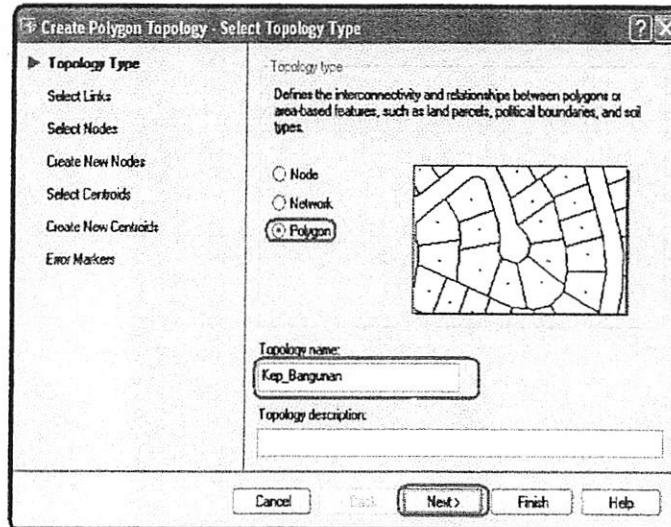 Create Polygon Topology - Select Topology Type
Topology Type
Select Links
Select Nodes
Create New Nodes
Select Centroids
Create New Centroids
Error Markers
Topology type
Defines the interconnectivity and relationships between polygons or
area-based features, such as land parcels, political boundaries, and soil
types.
Node
Network
Polygon
Topology name:
Kep_Bangunan
Topology description:
Cancel
Back
Next >
Finish
Help